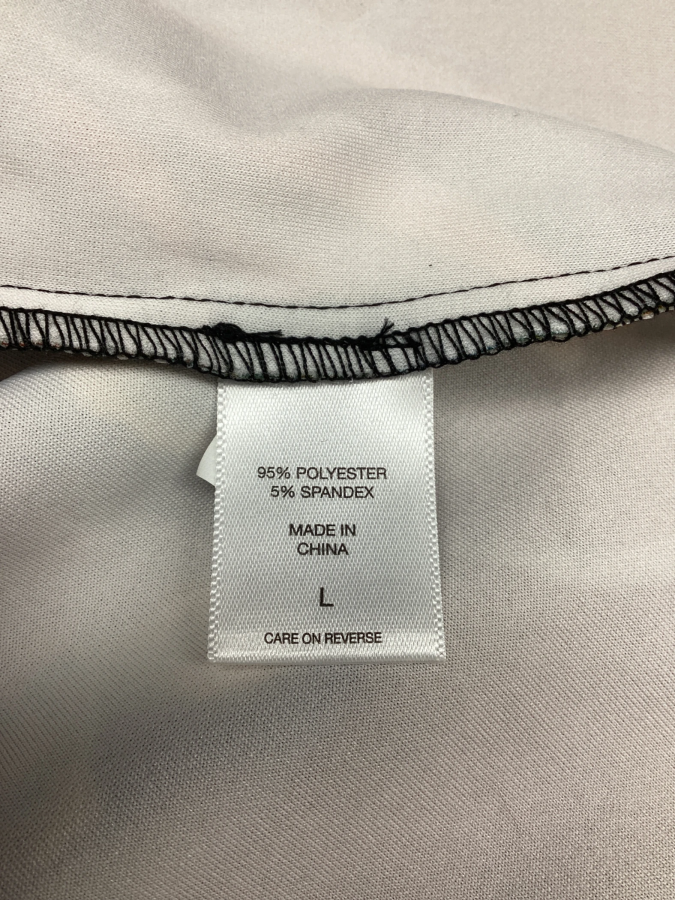 95% POLYESTER
5% SPANDEX
MADE IN
CHINA
L
CARE ON REVERSE